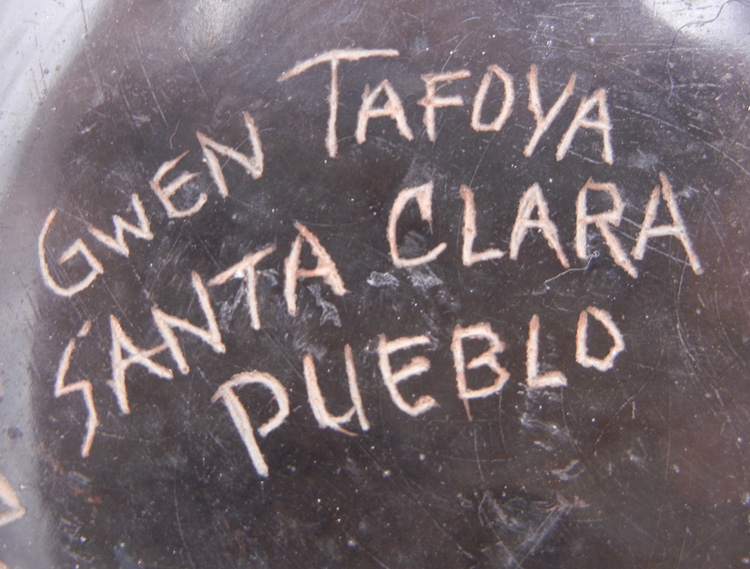 GWEN TAFOYA
SANTA CLARA
PUEBLO